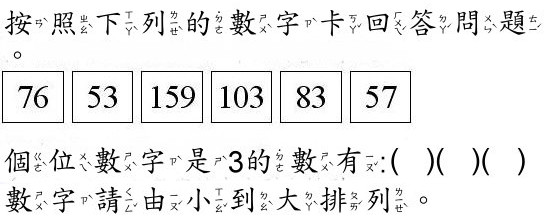 按照下列的數字卡回答問題
。
76 53 159 103 83 57
個位數字是3的數有:( )( )( )
數字請由小到大排列。